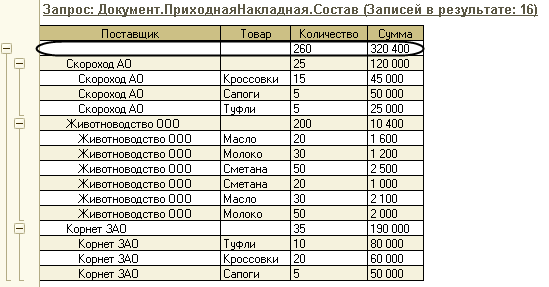 Запрос: Документ.ПриходнаяНакладная.Состав (Записей в результате: 16)
Поставщик Товар Количество Сумма
260 320 400
Скороход АО 25 120 000
Скороход АО Кроссовки 15 45 000
Скороход АО Сапоги 5 50 000
Скороход АО Туфли 5 25 000
Животноводство ООО 200 10 400
Животноводство ООО Масло 20 1 600
Животноводство ООО Молоко 30 1 200
Животноводство ООО Сметана 50 2 500
Животноводство ООО Сметана 20 1 000
Животноводство ООО Масло 30 2 100
Животноводство ООО Молоко 50 2 000
Корнет ЗАО 35 190 000
Корнет ЗАО Туфли 10 80 000
Корнет ЗАО Кроссовки 20 60 000
Корнет ЗАО Сапоги 5 50 000